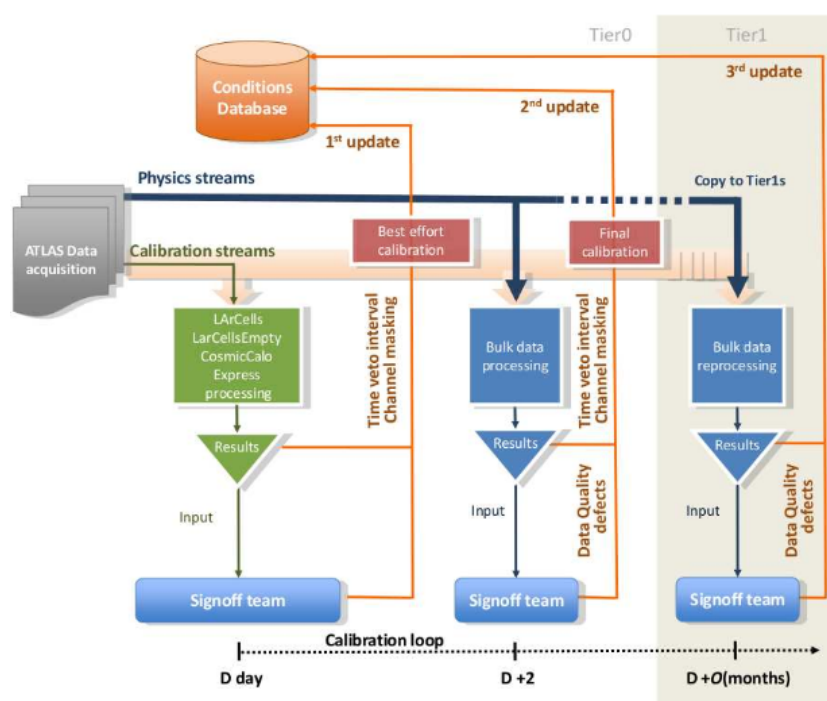 Tier0
Tier1
Conditions
Database
3rd update
2nd update
1st update
Physics streams
Copy to Tier1s
ATLAS Data
acquisition
Calibration streams
Best effort
calibration
Final
calibration
LArCells
LarCellsEmpty
CosmicCalo
Express
processing
Time veto interval
Channel masking
Bulk data
processing
Time veto interval
Channel masking
Bulk data
reprocessing
Results
Results
Results
Input
Input
Data Quality
defects
Input
Data Quality
defects
Signoff team
Signoff team
Signoff team
Calibration loop
D day
D +2
D +O(months)